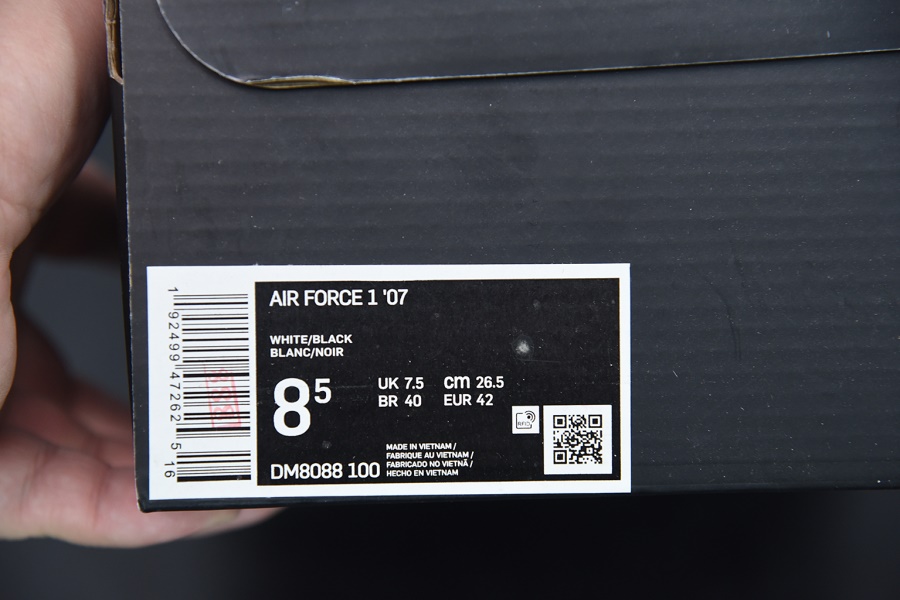 AIR FORCE 1 '07
WHITE/BLACK
BLANC/NOIR
8 5
UK 7.5 cm 26.5
BR 40 EUR 42
RFID
MADE IN VIETNAM /
FABRIQUE AU VIETNAM /
FABRICADO NO VIETNÃ /
HECHO EN VIETNAM
DM8088 100
1 92499 47262 5 16